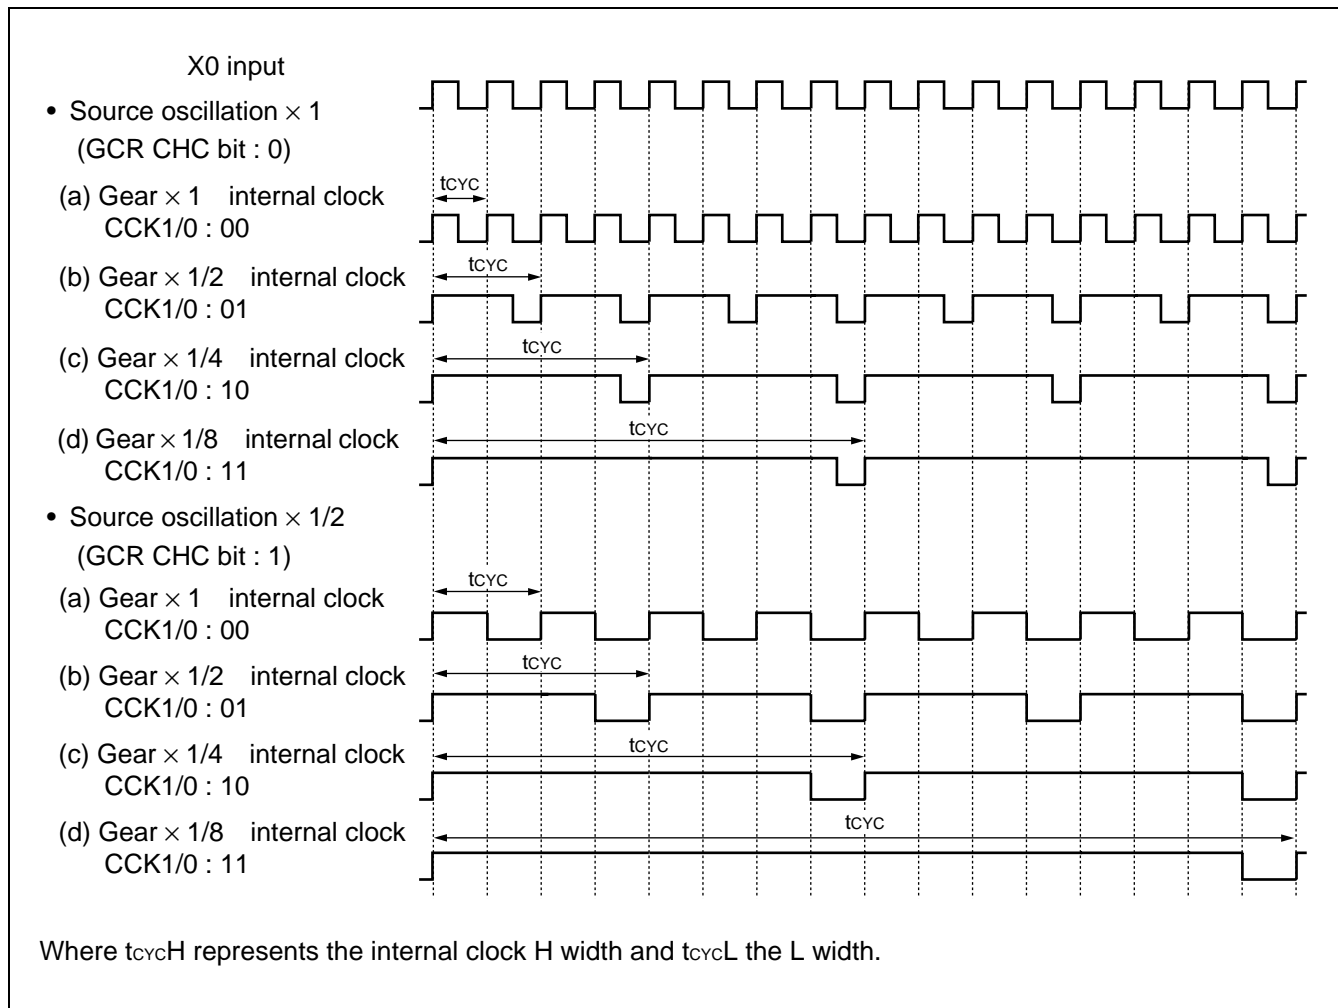 X0 input
• Source oscillation × 1
(GCR CHC bit : 0)
(a) Gear × 1 internal clock
CCK1/0 : 00
tCYC
(b) Gear × 1/2 internal clock
CCK1/0 : 01
tCYC
(c) Gear × 1/4 internal clock
CCK1/0 : 10
tCYC
(d) Gear × 1/8 internal clock
CCK1/0 : 11
tCYC
• Source oscillation × 1/2
(GCR CHC bit : 1)
(a) Gear × 1 internal clock
CCK1/0 : 00
tCYC
(b) Gear × 1/2 internal clock
CCK1/0 : 01
tCYC
(c) Gear × 1/4 internal clock
CCK1/0 : 10
tCYC
(d) Gear × 1/8 internal clock
CCK1/0 : 11
tCYC
Where tCYCH represents the internal clock H width and tCYCL the L width.